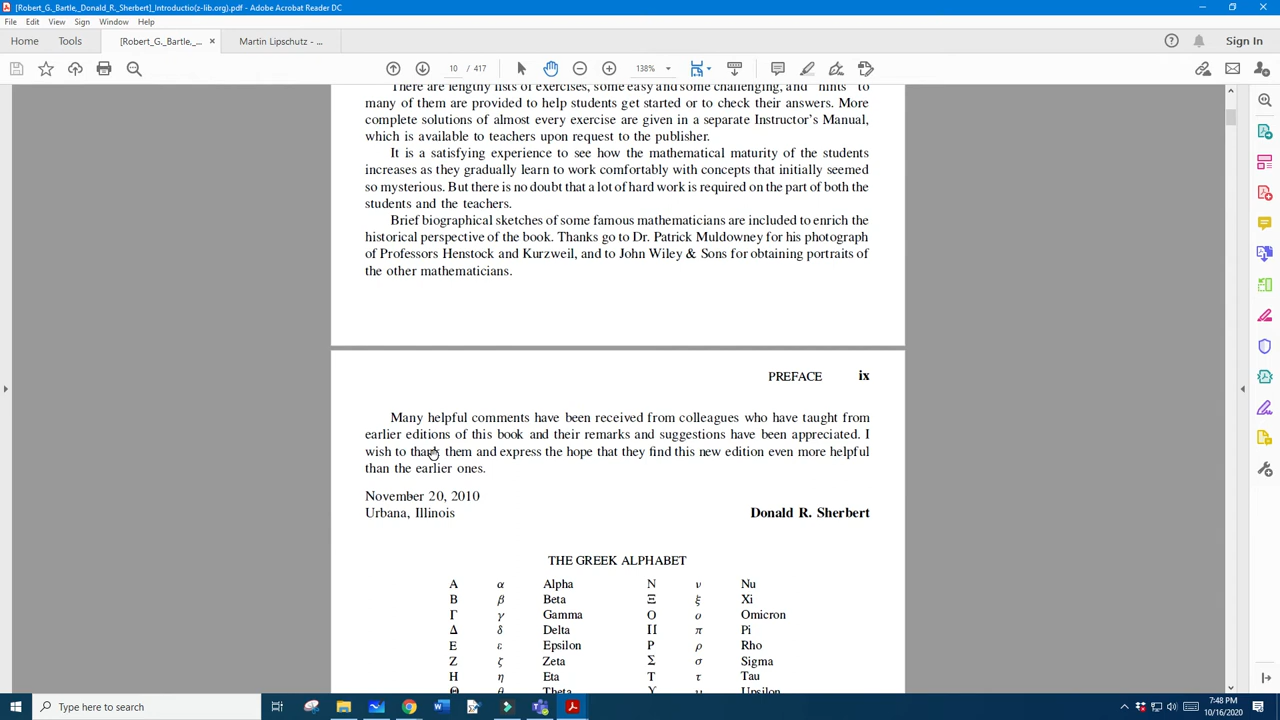 [Robert_G._Bartle,_Donald_R._Sherbert]_Introductio(z-lib.org).pdf - Adobe Acrobat Reader DC
File Edit View Sign Window Help
Home Tools [Robert_G._Bartle,_... × Martin Lipschutz - ... Sign In
10 / 417 138%
There are lengthy lists of exercises, some easy and some challenging, and "hints" to
many of them are provided to help students get started or to check their answers. More
complete solutions of almost every exercise are given in a separate Instructor's Manual,
which is available to teachers upon request to the publisher.
It is a satisfying experience to see how the mathematical maturity of the students
increases as they gradually learn to work comfortably with concepts that initially seemed
so mysterious. But there is no doubt that a lot of hard work is required on the part of both the
students and the teachers.
Brief biographical sketches of some famous mathematicians are included to enrich the
historical perspective of the book. Thanks go to Dr. Patrick Muldowney for his photograph
of Professors Henstock and Kurzweil, and to John Wiley & Sons for obtaining portraits of
the other mathematicians.
PREFACE ix
Many helpful comments have been received from colleagues who have taught from
earlier editions of this book and their remarks and suggestions have been appreciated. I
wish to thank them and express the hope that they find this new edition even more helpful
than the earlier ones.
November 20, 2010
Urbana, Illinois Donald R. Sherbert
THE GREEK ALPHABET
Α α Alpha Ν ν Nu
Β β Beta Ξ ξ Xi
Γ γ Gamma Ο ο Omicron
Δ δ Delta Π π Pi
Ε ε Epsilon Ρ ρ Rho
Ζ ζ Zeta Σ σ Sigma
Η η Eta Τ τ Tau
Θ θ Theta Υ υ Upsilon
Type here to search
7:48 PM
10/16/2020